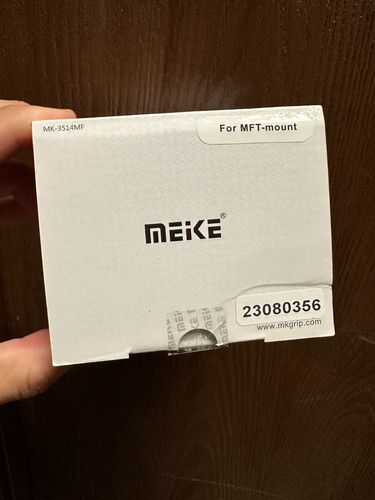 MK-3514MF
For MFT-mount
MEIKE®
23080356
www.mkgrip.com